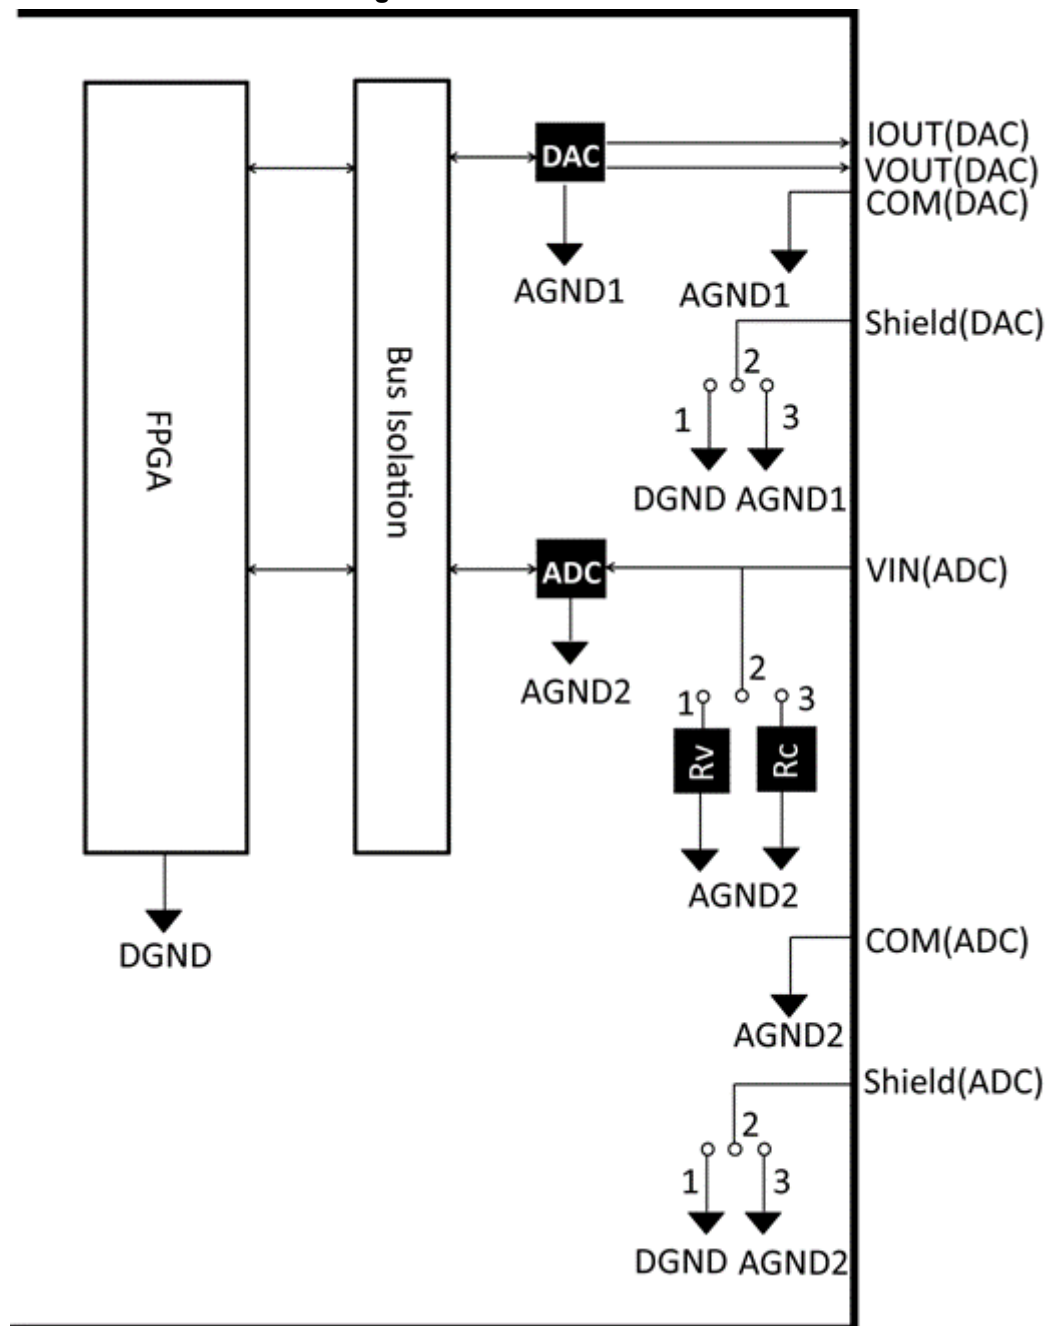 DAC
IOUT(DAC)
VOUT(DAC)
COM(DAC)
AGND1
AGND1
Shield(DAC)
2
1
3
DGND
AGND1
FPGA
Bus Isolation
ADC
VIN(ADC)
AGND2
2
1
3
Rv
Rc
AGND2
DGND
COM(ADC)
AGND2
Shield(ADC)
2
1
3
DGND
AGND2